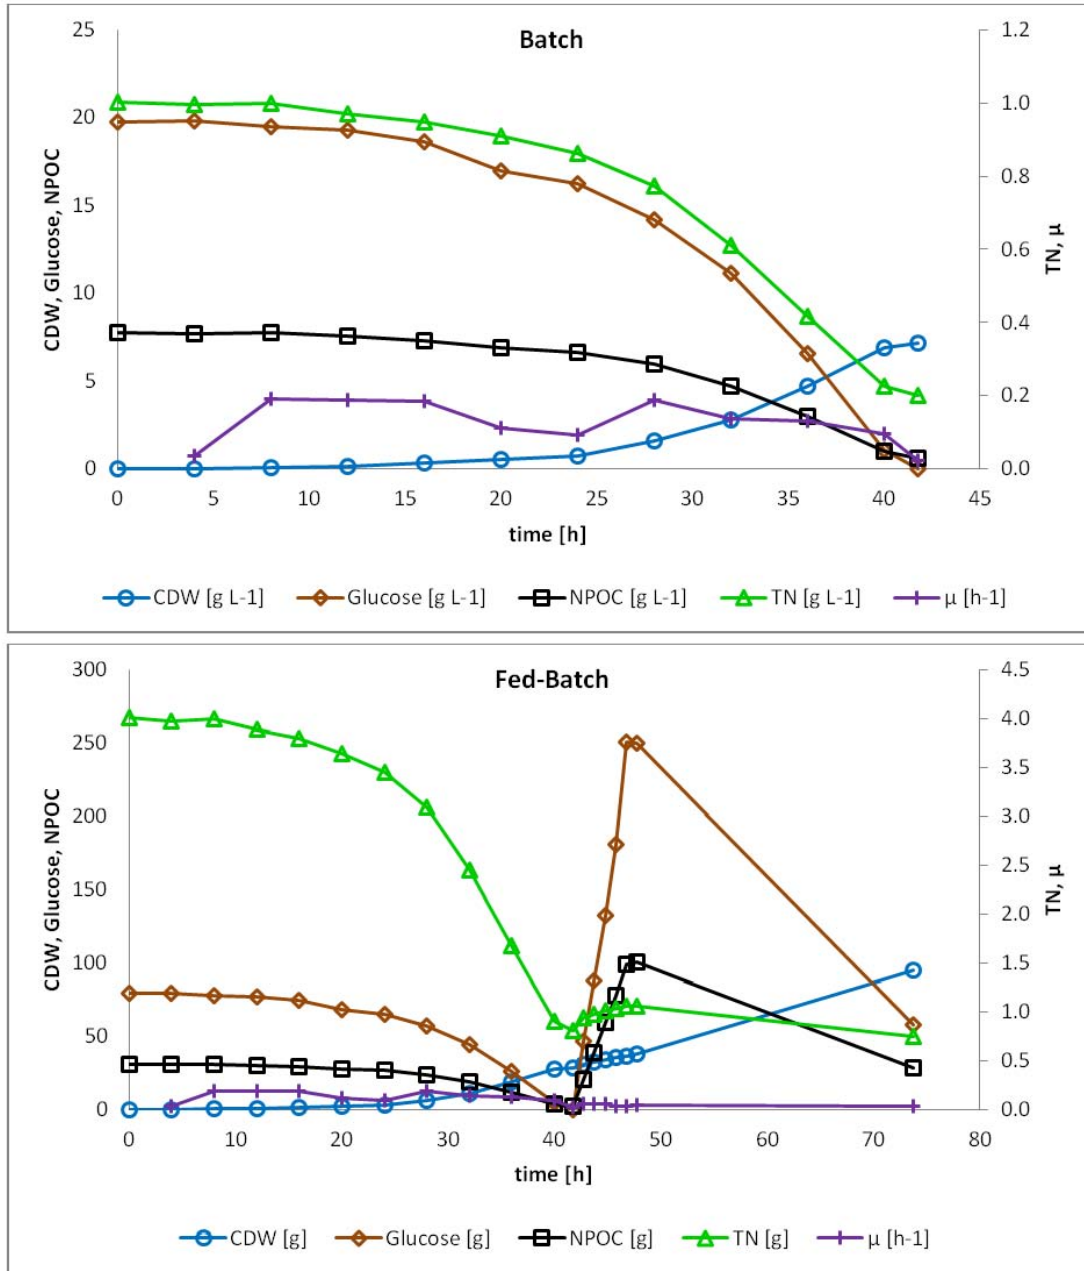 Batch
25
20
15
10
5
0
1.2
1.0
0.8
0.6
0.4
0.2
0.0
CDW, Glucose, NPOC
TN, μ
0 5 10 15 20 25 30 35 40 45
time [h]
CDW [g L-1] Glucose [g L-1] NPOC [g L-1] TN [g L-1] μ [h-1]
Fed-Batch
300
250
200
150
100
50
0
4.5
4.0
3.5
3.0
2.5
2.0
1.5
1.0
0.5
0.0
CDW, Glucose, NPOC
TN, μ
0 10 20 30 40 50 60 70 80
time [h]
CDW [g] Glucose [g] NPOC [g] TN [g] μ [h-1]